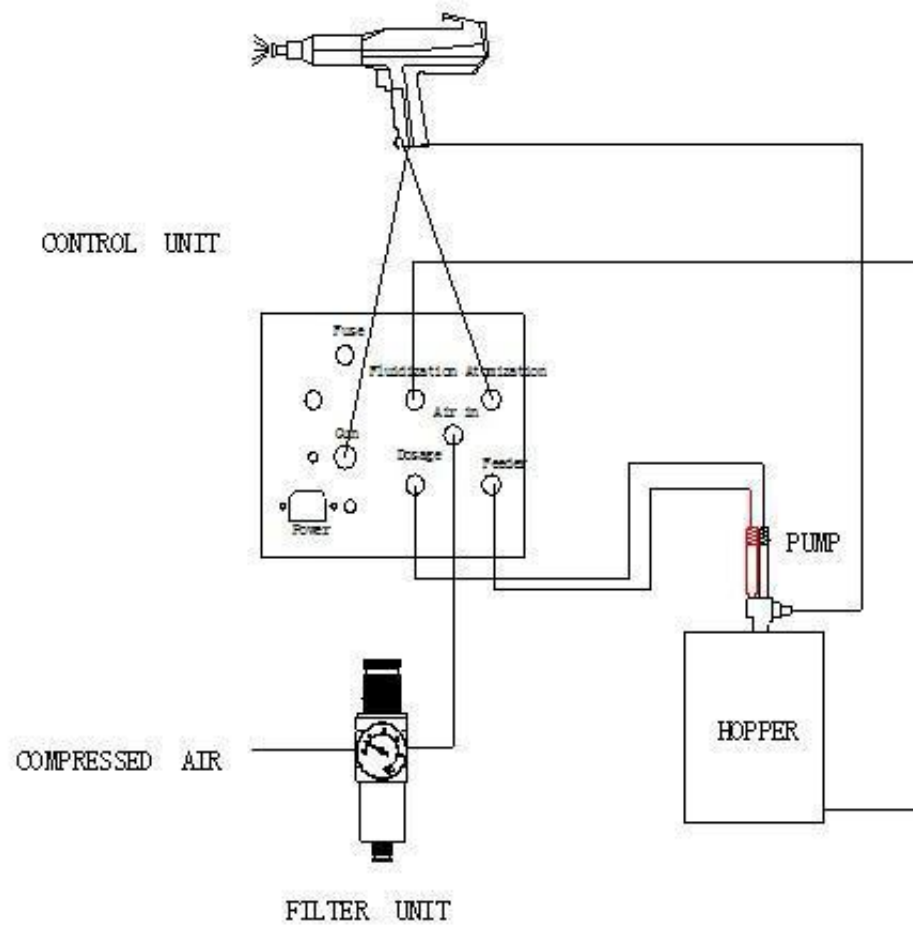 CONTROL UNIT
Fuse
Fluidization Atomization
Air in
Gun
Dosage
Feeder
Power
PUMP
HOPPER
COMPRESSED AIR
FILTER UNIT